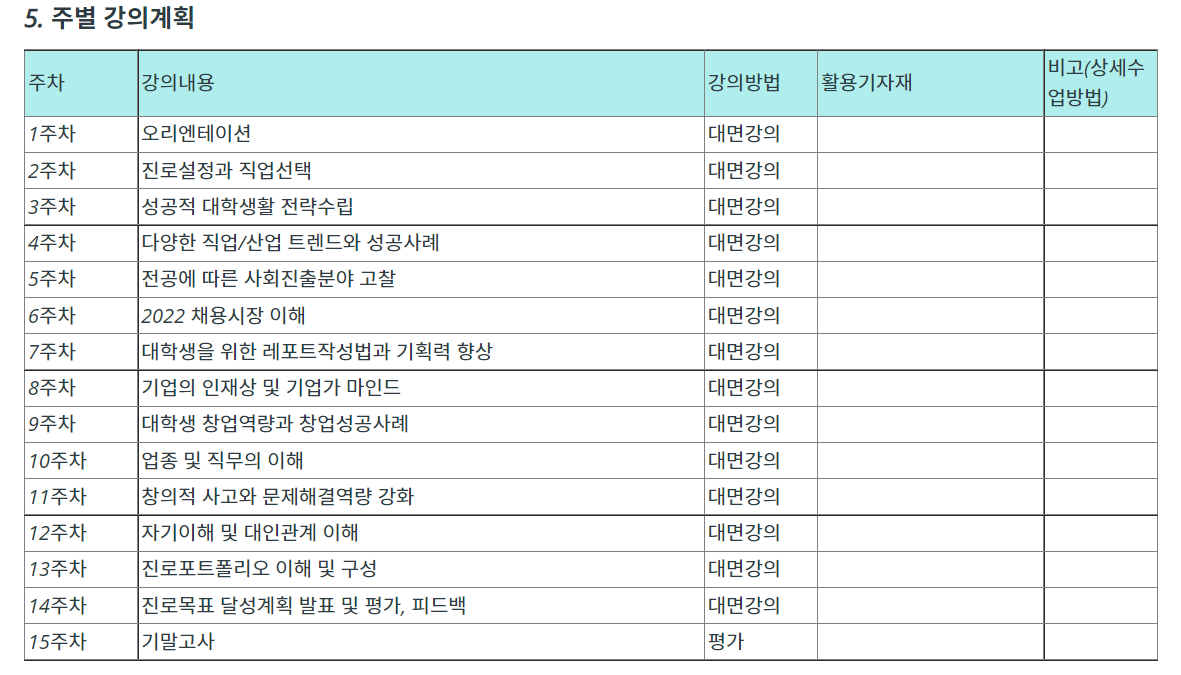 5. 주별 강의계획
주차 강의내용 강의방법 활용기자재 비고(상세수
업방법)
1주차 오리엔테이션 대면강의
2주차 진로설정과 직업선택 대면강의
3주차 성공적 대학생활 전략수립 대면강의
4주차 다양한 직업/산업 트렌드와 성공사례 대면강의
5주차 전공에 따른 사회진출분야 고찰 대면강의
6주차 2022 채용시장 이해 대면강의
7주차 대학생을 위한 레포트작성법과 기획력 향상 대면강의
8주차 기업의 인재상 및 기업가 마인드 대면강의
9주차 대학생 창업역량과 창업성공사례 대면강의
10주차 업종 및 직무의 이해 대면강의
11주차 창의적 사고와 문제해결역량 강화 대면강의
12주차 자기이해 및 대인관계 이해 대면강의
13주차 진로포트폴리오 이해 및 구성 대면강의
14주차 진로목표 달성계획 발표 및 평가, 피드백 대면강의
15주차 기말고사 평가